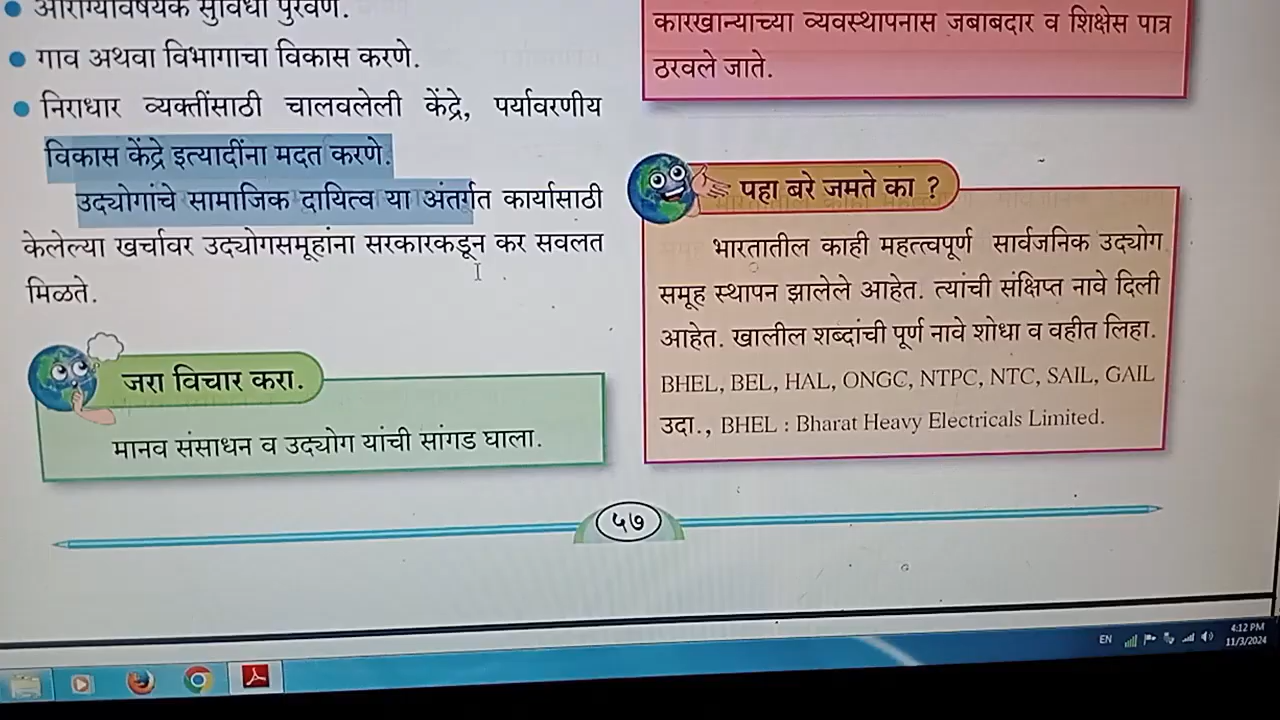 आरोग्यविषयक सुविधा पुरवणे.
गाव अथवा विभागाचा विकास करणे.
निराधार व्यक्तींसाठी चालवलेली केंद्रे, पर्यावरणीय
विकास केंद्रे इत्यादींना मदत करणे.
उद्योगांचे सामाजिक दायित्व या अंतर्गत कार्यासाठी
केलेल्या खर्चावर उद्योगसमूहांना सरकारकडून कर सवलत
मिळते.
जरा विचार करा.
मानव संसाधन व उद्योग यांची सांगड घाला.
कारखान्याच्या व्यवस्थापनास जबाबदार व शिक्षेस पात्र
ठरवले जाते.
पहा बरे जमते का ?
भारतातील काही महत्त्वपूर्ण सार्वजनिक उद्योग
समूह स्थापन झालेले आहेत. त्यांची संक्षिप्त नावे दिली
आहेत. खालील शब्दांची पूर्ण नावे शोधा व वहीत लिहा.
BHEL, BEL, HAL, ONGC, NTPC, NTC, SAIL, GAIL
उदा., BHEL : Bharat Heavy Electricals Limited.
५७
EN
4:12 PM
11/3/2024